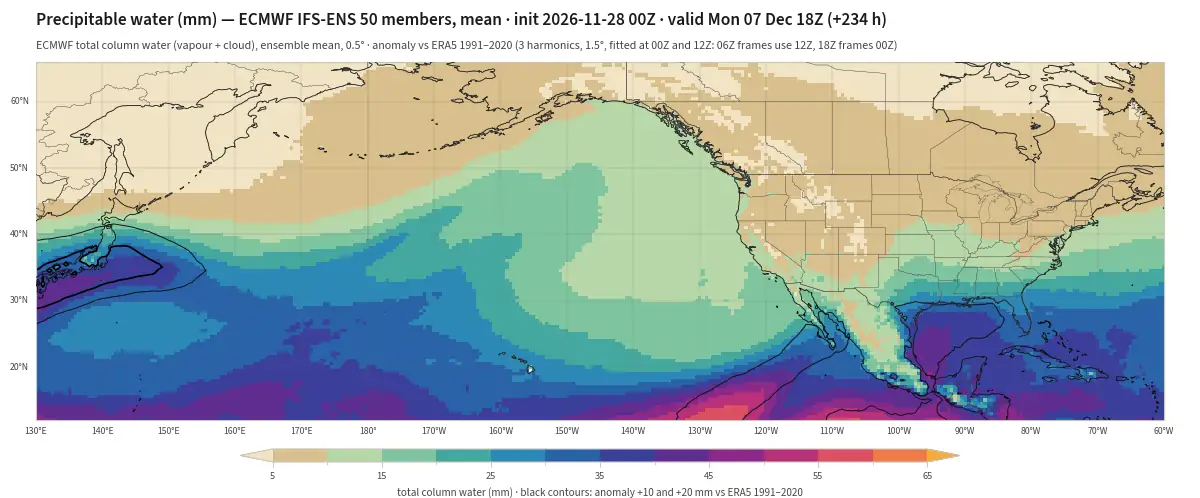 Precipitable water (mm) — ECMWF IFS-ENS 50 members, mean · init 2026-11-28 00Z · valid Mon 07 Dec 18Z (+234 h)
ECMWF total column water (vapour + cloud), ensemble mean, 0.5° · anomaly vs ERA5 1991–2020 (3 harmonics, 1.5°, fitted at 00Z and 12Z: 06Z frames use 12Z, 18Z frames 00Z)
60°N
50°N
40°N
30°N
20°N
130°E 140°E 150°E 160°E 170°E 180° 170°W 160°W 150°W 140°W 130°W 120°W 110°W 100°W 90°W 80°W 70°W 60°W
5 15 25 35 45 55 65
total column water (mm) · black contours: anomaly +10 and +20 mm vs ERA5 1991–2020